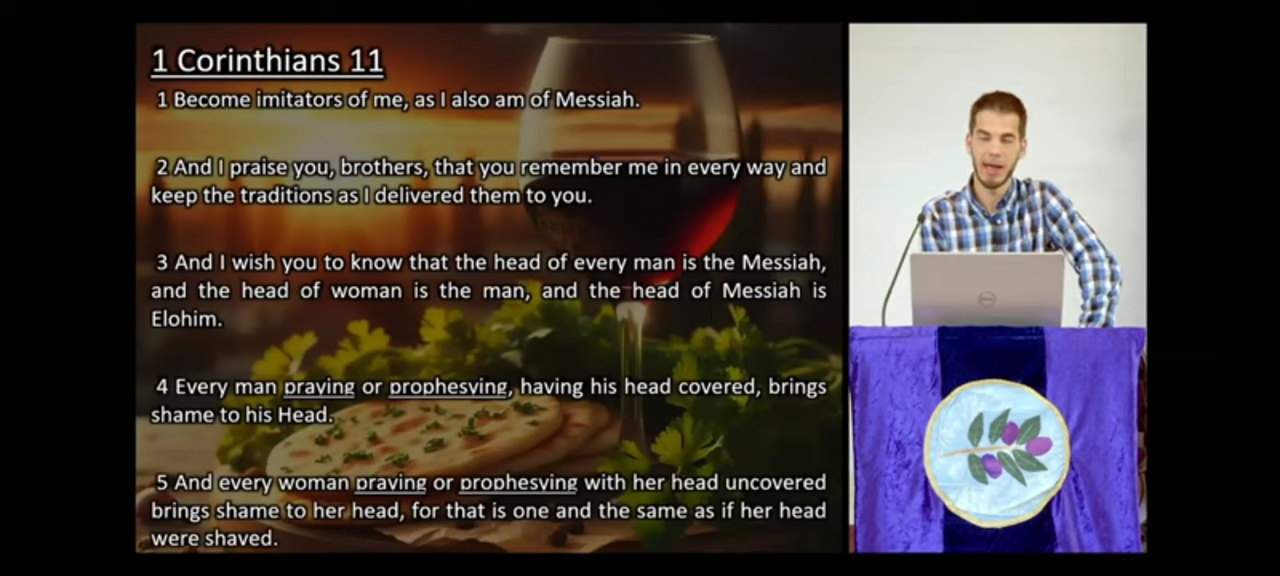 1 Corinthians 11
1 Become imitators of me, as I also am of Messiah.
2 And I praise you, brothers, that you remember me in every way and
keep the traditions as I delivered them to you.
3 And I wish you to know that the head of every man is the Messiah,
and the head of woman is the man, and the head of Messiah is
Elohim.
4 Every man praying or prophesying, having his head covered, brings
shame to his Head.
5 And every woman praying or prophesying with her head uncovered
brings shame to her head, for that is one and the same as if her head
were shaved.
DELL